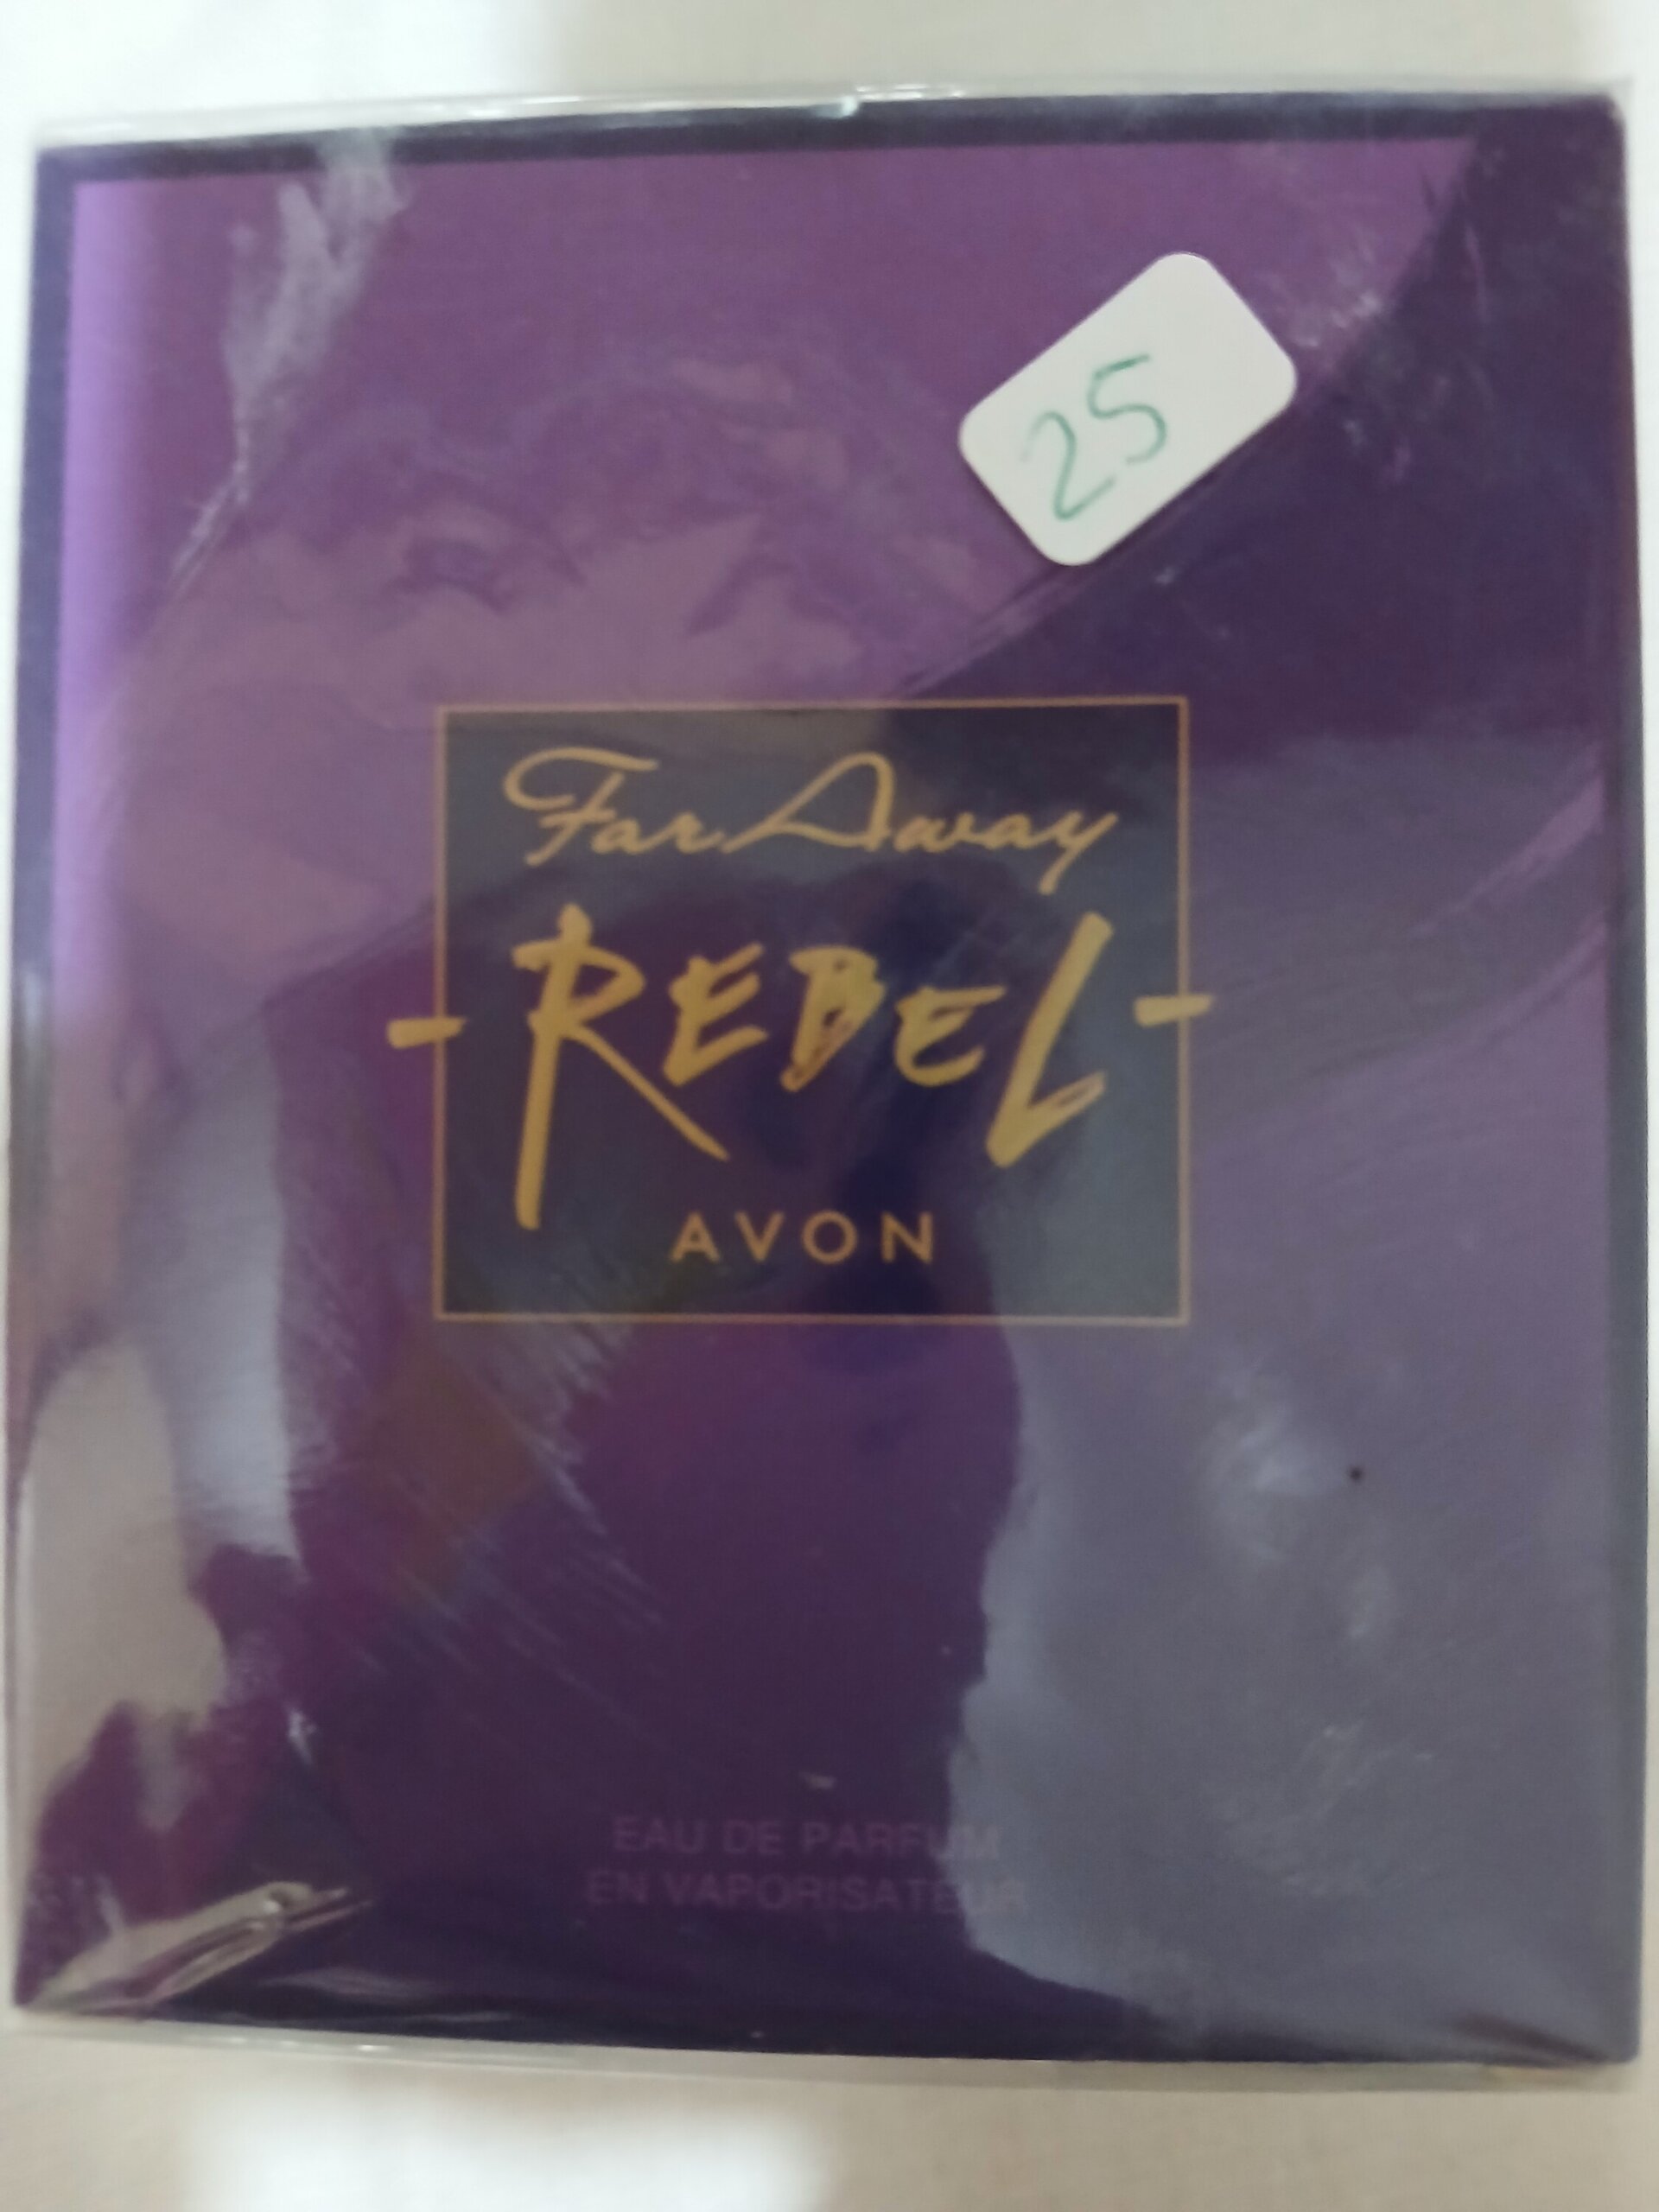 25
Far Away
-REBEL-
AVON
EAU DE PARFUM
EN VAPORISATEUR